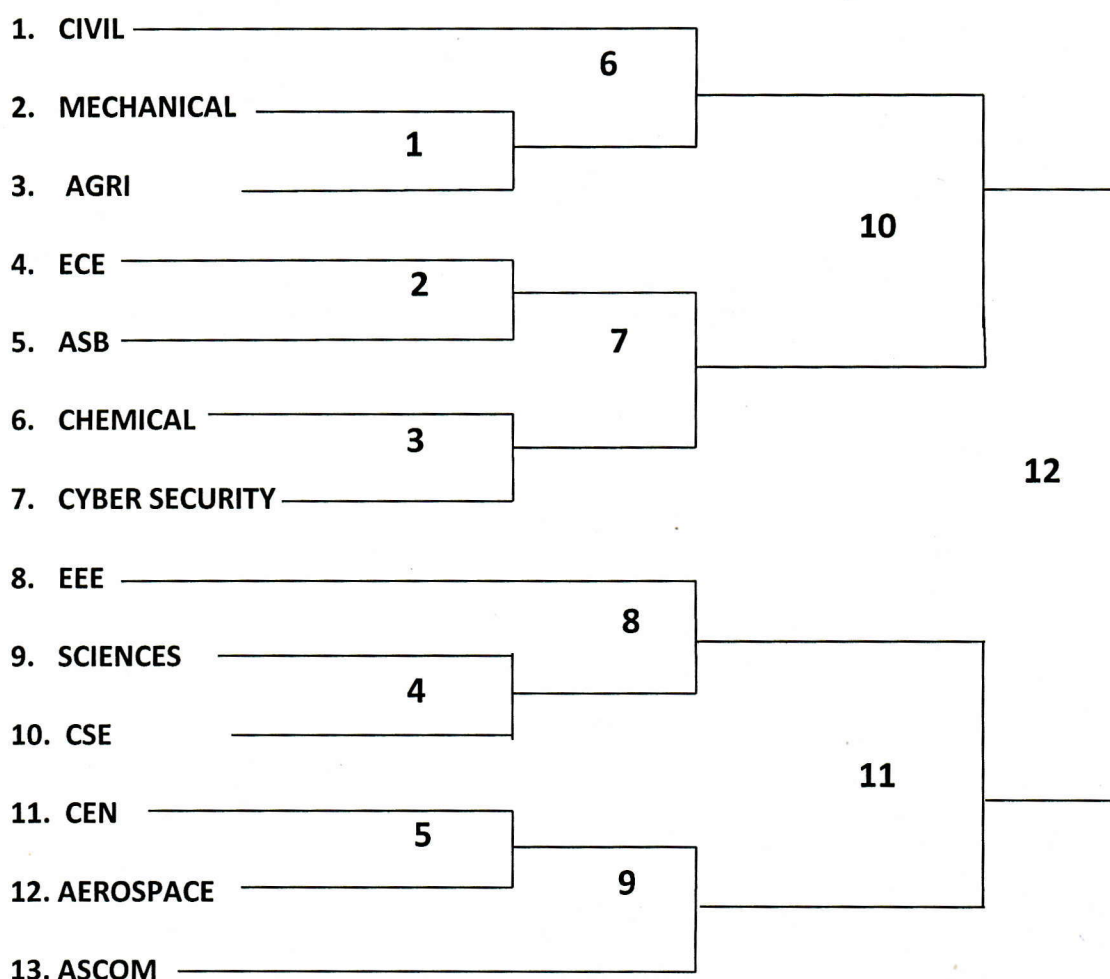 1. CIVIL
6
2. MECHANICAL
1
3. AGRI
10
4. ECE
2
5. ASB
7
6. CHEMICAL
3
12
7. CYBER SECURITY
8. EEE
8
9. SCIENCES
4
10. CSE
11
11. CEN
5
9
12. AEROSPACE
13. ASCOM